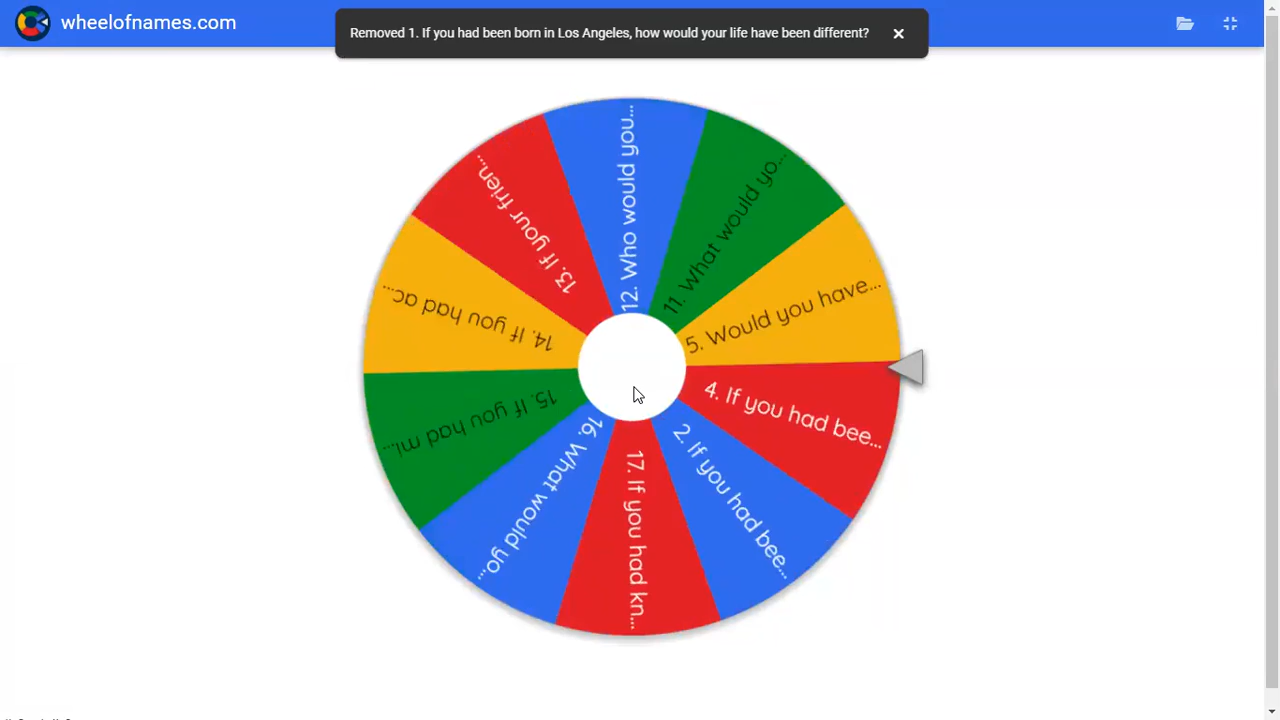 wheelofnames.com
Removed 1. If you had been born in Los Angeles, how would your life have been different?
12. Who would you...
11. What would yo...
5. Would you have...
4. If you had bee...
2. If you had bee...
17. If you had kn...
16. What would yo...
15. If you had mi...
14. If you had ac...
13. If your frien...